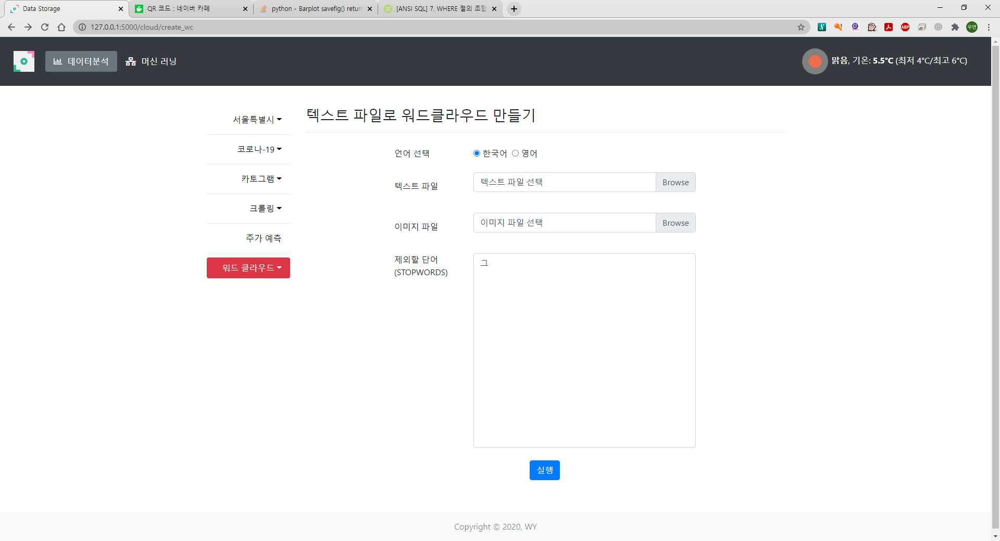 Data Storage
QR 코드 : 네이버 카페
python - Barplot savefig() return
[ANSI SQL] 7. WHERE 절의 조합
127.0.0.1:5000/cloud/create_wc
ABP
우연
데이터분석
머신 러닝
맑음, 기온: 5.5℃ (최저 4℃/최고 6℃)
서울특별시
코로나-19
카토그램
크롤링
주가 예측
워드 클라우드
텍스트 파일로 워드클라우드 만들기
언어 선택
한국어 영어
텍스트 파일
텍스트 파일 선택 Browse
이미지 파일
이미지 파일 선택 Browse
제외할 단어
(STOPWORDS)
그
실행
Copyright © 2020, WY